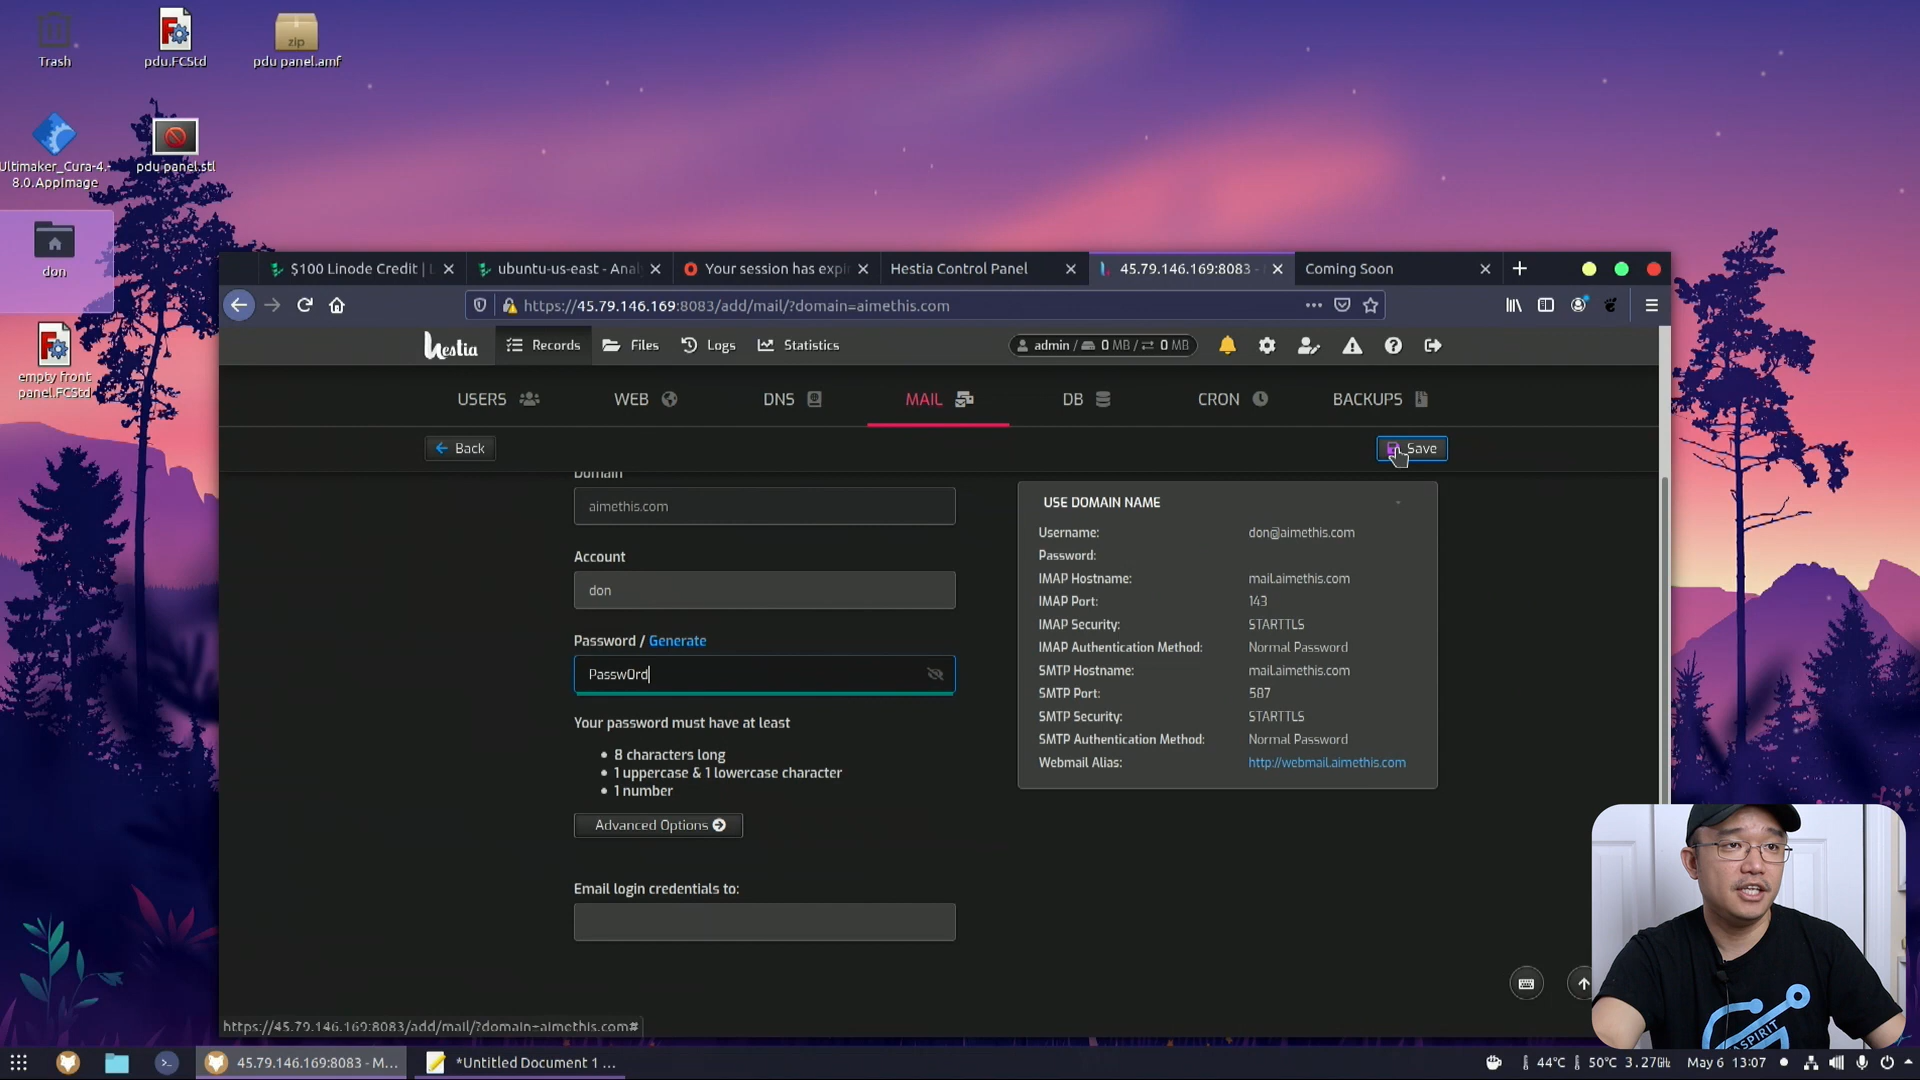 Trash
pdu.FCStd
zip
pdu panel.amf
Ultimaker_Cura-4.-
8.0.AppImage
pdu panel.stl
don
empty front
panel.FCStd
$100 Linode Credit | L
ubuntu-us-east - Anal
Your session has expi
Hestia Control Panel
45.79.146.169:8083 -
Coming Soon
https://45.79.146.169:8083/add/mail/?domain=aimethis.com
hestia
Records
Files
Logs
Statistics
admin / 0 MB / 0 MB
USERS
WEB
DNS
MAIL
DB
CRON
BACKUPS
Back
Save
Domain
aimethis.com
Account
don
Password / Generate
Passw0rd
Your password must have at least
• 8 characters long
• 1 uppercase & 1 lowercase character
• 1 number
Advanced Options
Email login credentials to:
USE DOMAIN NAME
Username: don@aimethis.com
Password:
IMAP Hostname: mail.aimethis.com
IMAP Port: 143
IMAP Security: STARTTLS
IMAP Authentication Method: Normal Password
SMTP Hostname: mail.aimethis.com
SMTP Port: 587
SMTP Security: STARTTLS
SMTP Authentication Method: Normal Password
Webmail Alias: http://webmail.aimethis.com
https://45.79.146.169:8083/add/mail/?domain=aimethis.com#
45.79.146.169:8083 - M...
*Untitled Document 1 ...
44°C
50°C 3.27GHz
May 6 13:07